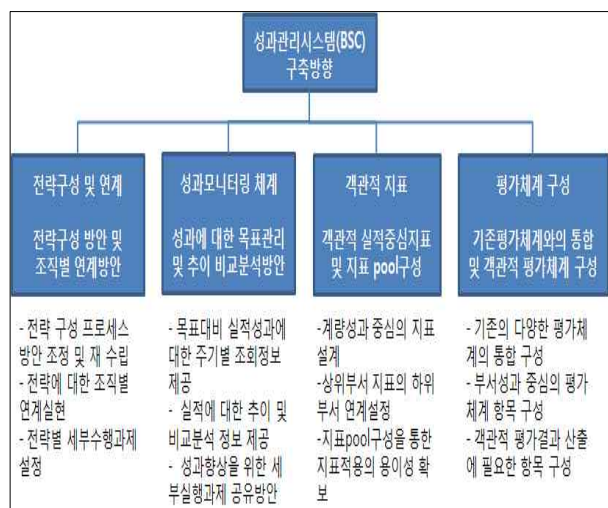 성과관리시스템(BSC)
구축방향
전략구성 및 연계
전략구성 방안 및
조직별 연계방안
성과모니터링 체계
성과에 대한 목표관리
및 추이 비교분석방안
객관적 지표
객관적 실적중심지표
및 지표 pool구성
평가체계 구성
기존평가체계와의 통합
및 객관적 평가체계 구성
- 전략 구성 프로세스
방안 조정 및 재 수립
- 전략에 대한 조직별
연계실현
- 전략별 세부수행과제
설정
- 목표대비 실적성과에
대한 주기별 조회정보
제공
- 실적에 대한 추이 및
비교분석 정보 제공
- 성과향상을 위한 세
부실행과제 공유방안
-계량성과 중심의 지표
설계
-상위부서 지표의 하위
부서 연계설정
-지표pool구성을 통한
지표적용의 용이성 확
보
- 기존의 다양한 평가체
계의 통합 구성
- 부서성과 중심의 평가
체계 항목 구성
- 객관적 평가결과 산출
에 필요한 항목 구성